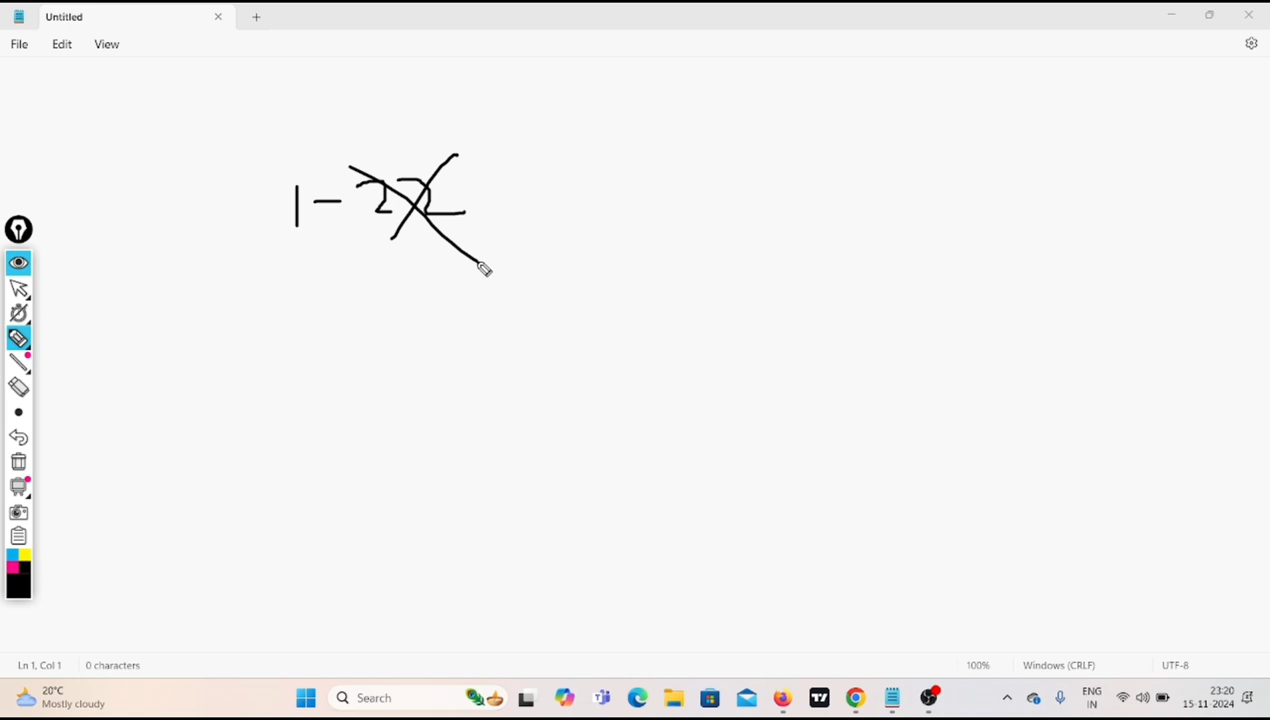 Untitled
File Edit View
1 - 22
Ln 1, Col 1 0 characters 100% Windows (CRLF) UTF-8
20°C
Mostly cloudy
Search
ENG
IN
23:20
15-11-2024